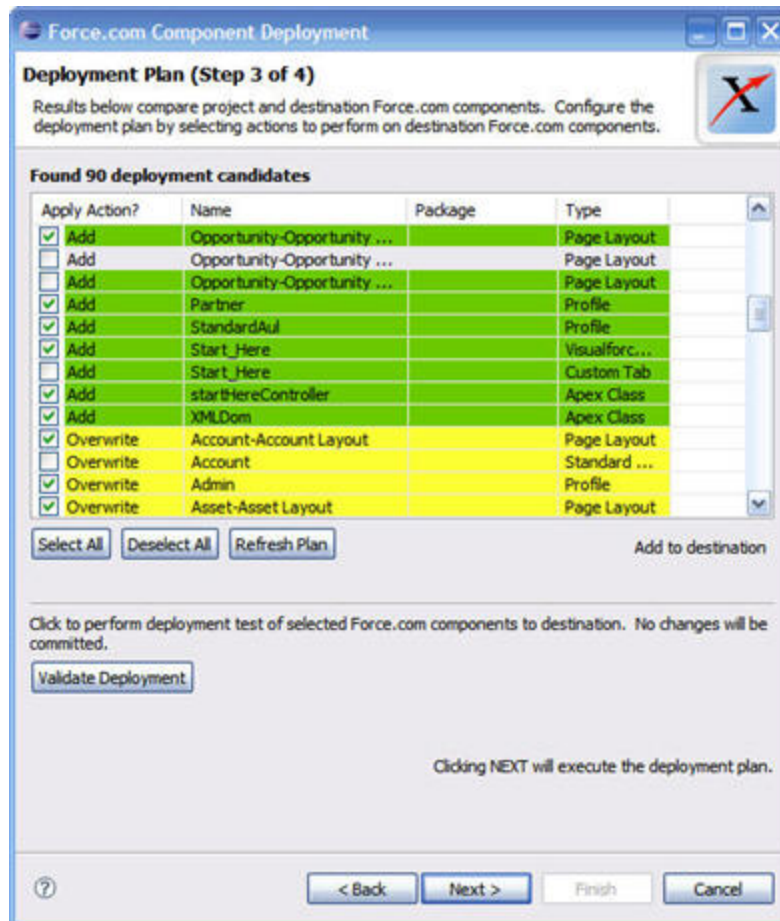 Force.com Component Deployment
Deployment Plan (Step 3 of 4)
Results below compare project and destination Force.com components. Configure the
deployment plan by selecting actions to perform on destination Force.com components.
X
Found 90 deployment candidates
Apply Action? Name Package Type
Add Opportunity-Opportunity ... Page Layout
Add Opportunity-Opportunity ... Page Layout
Add Opportunity-Opportunity ... Page Layout
Add Partner Profile
Add StandardAul Profile
Add Start_Here Visualforc...
Add Start_Here Custom Tab
Add startHereController Apex Class
Add XMLDom Apex Class
Overwrite Account-Account Layout Page Layout
Overwrite Account Standard ...
Overwrite Admin Profile
Overwrite Asset-Asset Layout Page Layout
Select All Deselect All Refresh Plan Add to destination
Click to perform deployment test of selected Force.com components to destination. No changes will be
committed.
Validate Deployment
Clicking NEXT will execute the deployment plan.
? < Back Next > Finish Cancel